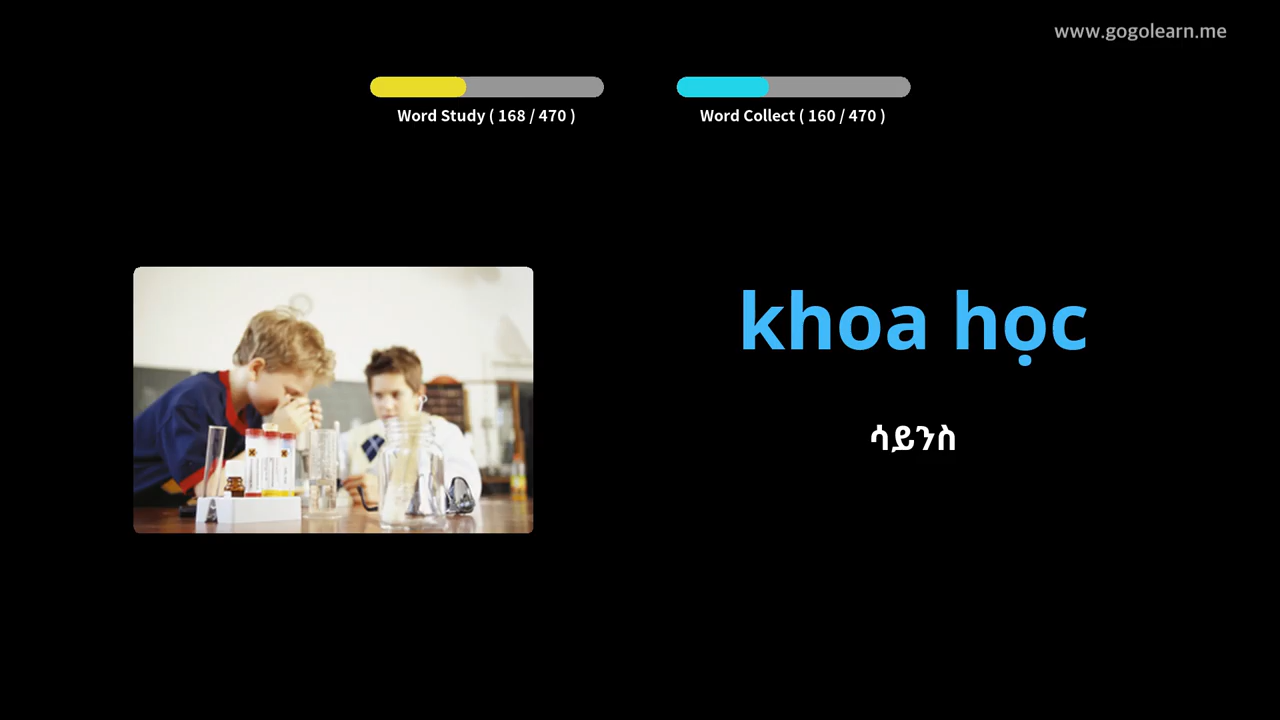 www.gogolearn.me
Word Study ( 168 / 470 )
Word Collect ( 160 / 470 )
khoa học
ሳይንስ